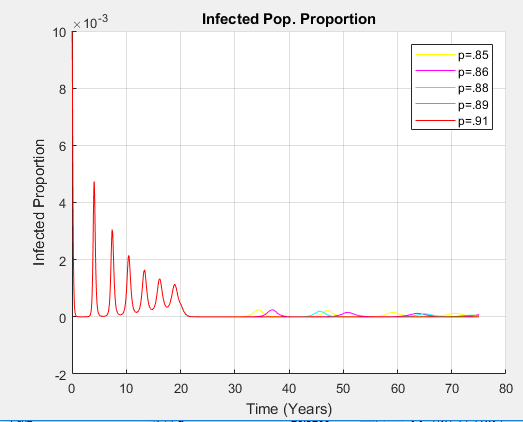 Infected Pop. Proportion
× 10⁻³
10
8
6
4
2
0
-2
Infected Proportion
p=.85
p=.86
p=.88
p=.89
p=.91
0 10 20 30 40 50 60 70 80
Time (Years)